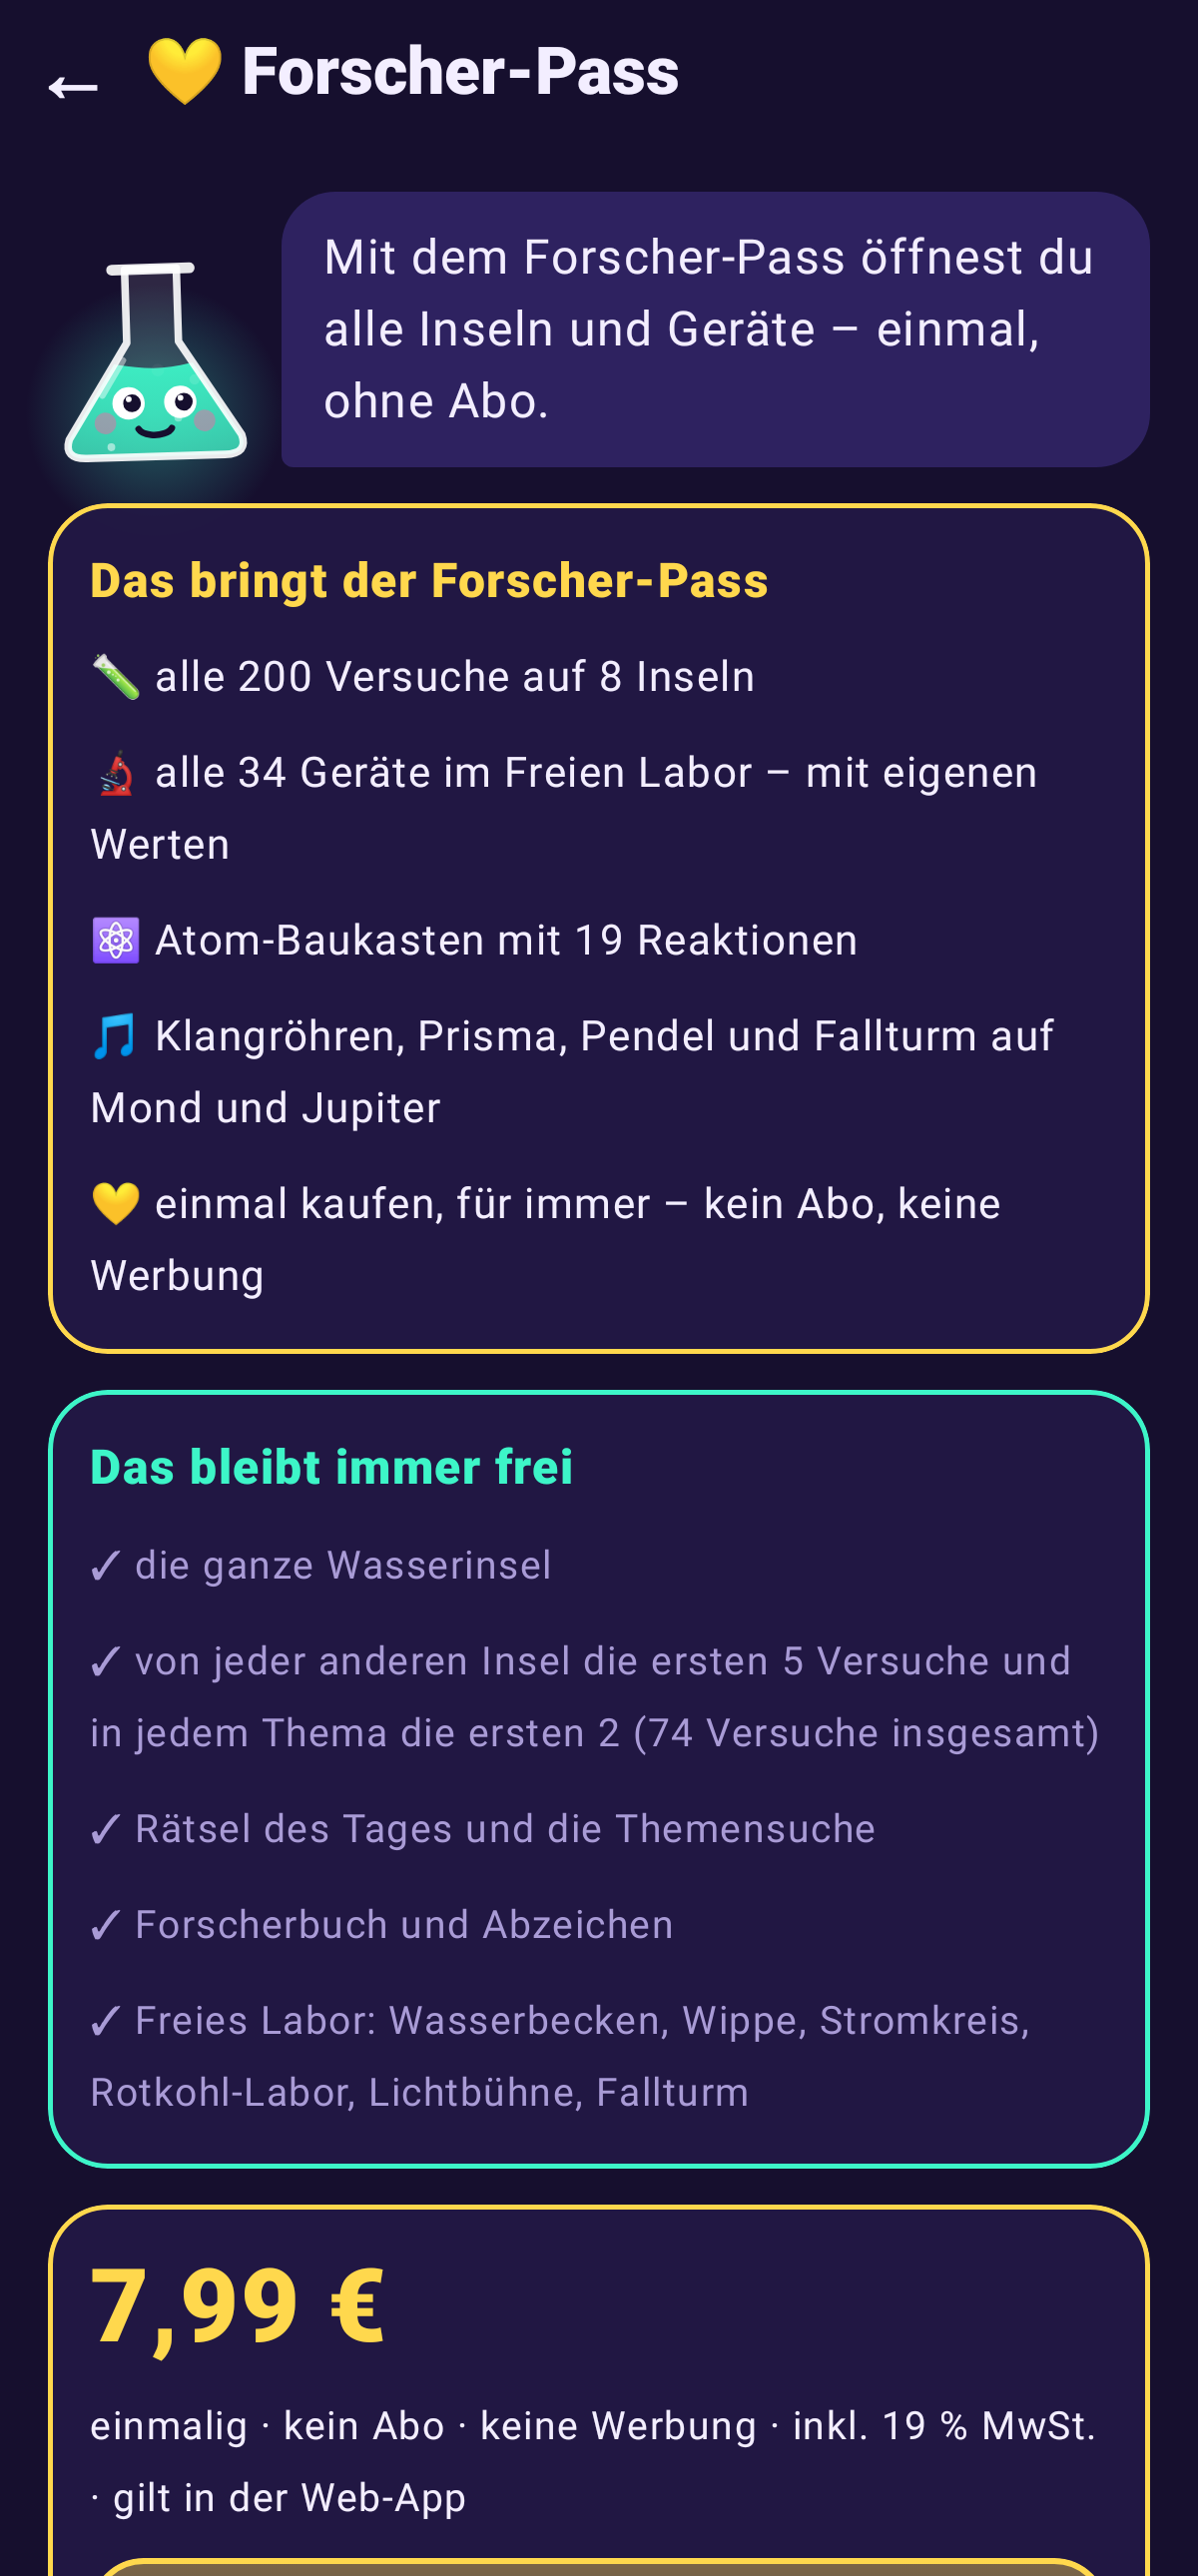 ← 💛 Forscher-Pass
Mit dem Forscher-Pass öffnest du
alle Inseln und Geräte – einmal,
ohne Abo.
Das bringt der Forscher-Pass
🧪 alle 200 Versuche auf 8 Inseln
🔬 alle 34 Geräte im Freien Labor – mit eigenen
Werten
⚛️ Atom-Baukasten mit 19 Reaktionen
🎵 Klangröhren, Prisma, Pendel und Fallturm auf
Mond und Jupiter
💛 einmal kaufen, für immer – kein Abo, keine
Werbung
Das bleibt immer frei
✓ die ganze Wasserinsel
✓ von jeder anderen Insel die ersten 5 Versuche und
in jedem Thema die ersten 2 (74 Versuche insgesamt)
✓ Rätsel des Tages und die Themensuche
✓ Forscherbuch und Abzeichen
✓ Freies Labor: Wasserbecken, Wippe, Stromkreis,
Rotkohl-Labor, Lichtbühne, Fallturm
7,99 €
einmalig · kein Abo · keine Werbung · inkl. 19 % MwSt.
· gilt in der Web-App